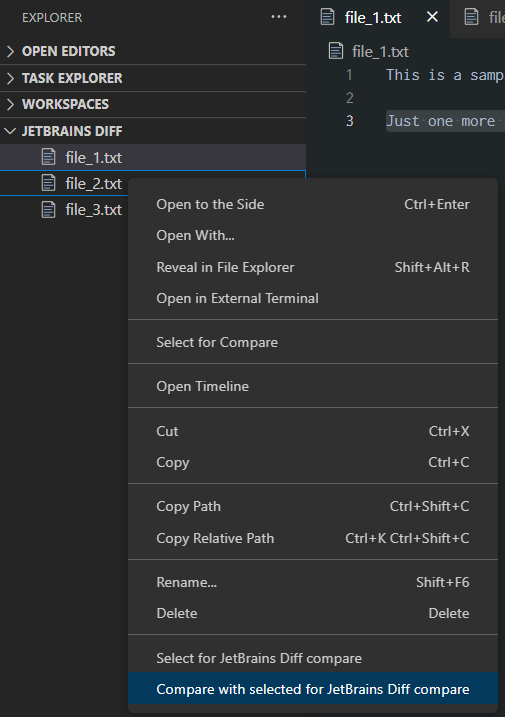 EXPLORER ···
file_1.txt
OPEN EDITORS
TASK EXPLORER
WORKSPACES
JETBRAINS DIFF
file_1.txt
file_2.txt
file_3.txt
file_1.txt
1 This is a
2
3 Just one more
Open to the Side Ctrl+Enter
Open With...
Reveal in File Explorer Shift+Alt+R
Open in External Terminal
Select for Compare
Open Timeline
Cut Ctrl+X
Copy Ctrl+C
Copy Path Ctrl+Shift+C
Copy Relative Path Ctrl+K Ctrl+Shift+C
Rename... Shift+F6
Delete Delete
Select for JetBrains Diff compare
Compare with selected for JetBrains Diff compare